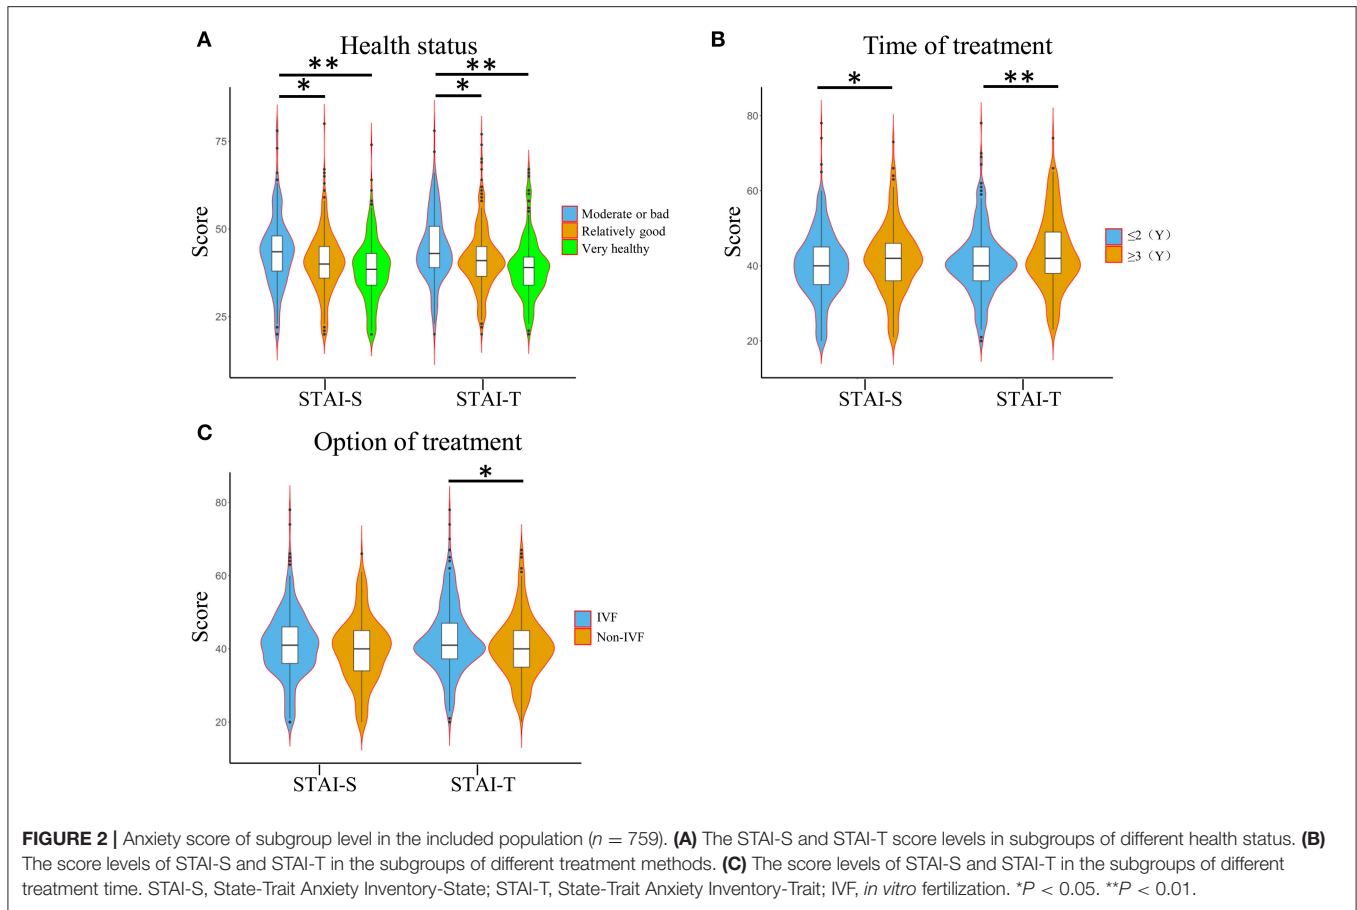 A
Health status
**
*
**
*
Score
75
50
25
STAI-S
STAI-T
Moderate or bad
Relatively good
Very healthy
B
Time of treatment
*
**
Score
80
60
40
20
STAI-S
STAI-T
≤2（Y）
≥3（Y）
C
Option of treatment
*
Score
80
60
40
20
STAI-S
STAI-T
IVF
Non-IVF
FIGURE 2 | Anxiety score of subgroup level in the included population (n = 759). (A) The STAI-S and STAI-T score levels in subgroups of different health status. (B)
The score levels of STAI-S and STAI-T in the subgroups of different treatment methods. (C) The score levels of STAI-S and STAI-T in the subgroups of different
treatment time. STAI-S, State-Trait Anxiety Inventory-State; STAI-T, State-Trait Anxiety Inventory-Trait; IVF, in vitro fertilization. *P < 0.05. **P < 0.01.